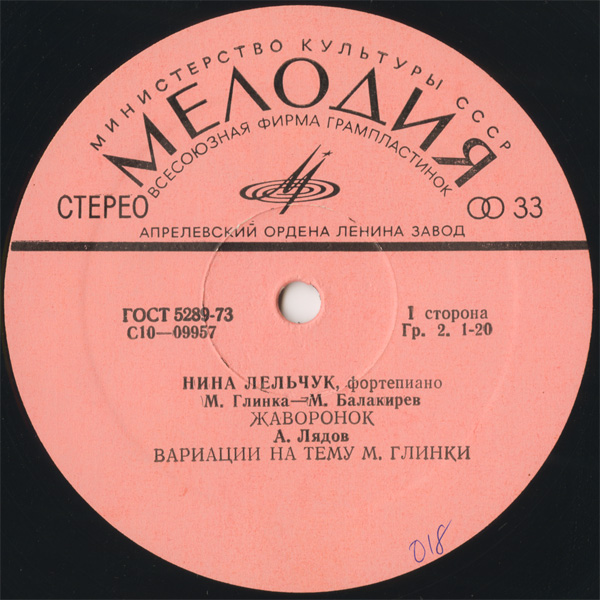 МИНИСТЕРСТВО КУЛЬТУРЫ СССР
МЕЛОДИЯ
ВСЕСОЮЗНАЯ ФИРМА ГРАМПЛАСТИНОК
СТЕРЕО
33
АПРЕЛЕВСКИЙ ОРДЕНА ЛЕНИНА ЗАВОД
ГОСТ 5289-73
С10—09957
1 сторона
Гр. 2. 1-20
НИНА ЛЕЛЬЧУК, фортепиано
М. Глинка—М. Балакирев
ЖАВОРОНОК
А. Лядов
ВАРИАЦИИ НА ТЕМУ М. ГЛИНКИ
018